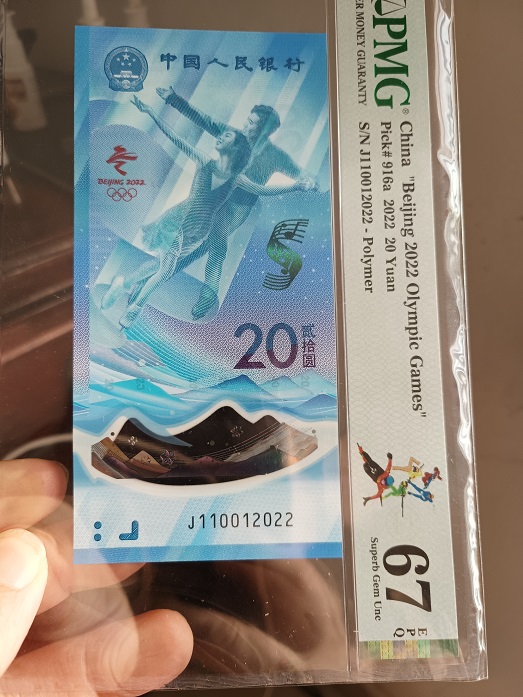 中国人民银行
BEIJING 2022
20
贰拾圆
J110012022
PMG
ER MONEY GUARANTY
China "Beijing 2022 Olympic Games"
Pick# 916a 2022 20 Yuan
S/N J110012022 - Polymer
67
EPQ
Superb Gem Unc